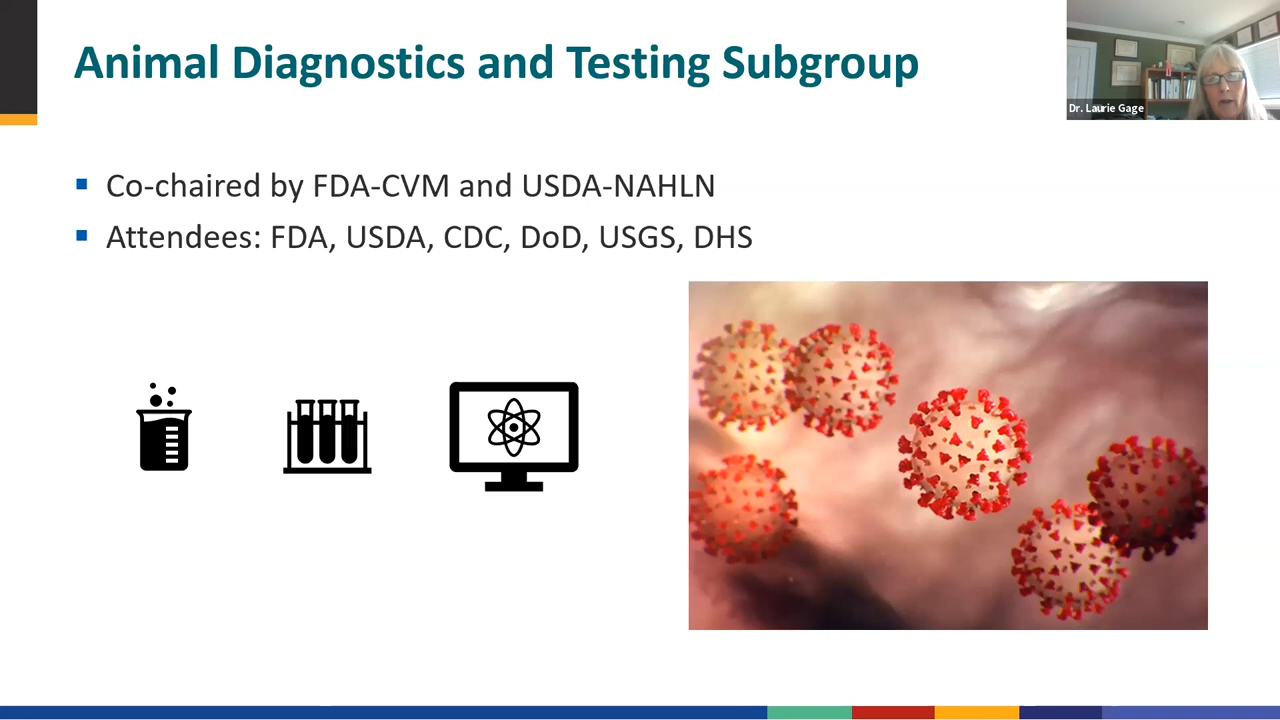 Animal Diagnostics and Testing Subgroup
Dr. Laurie Gage
Co-chaired by FDA-CVM and USDA-NAHLN
Attendees: FDA, USDA, CDC, DoD, USGS, DHS